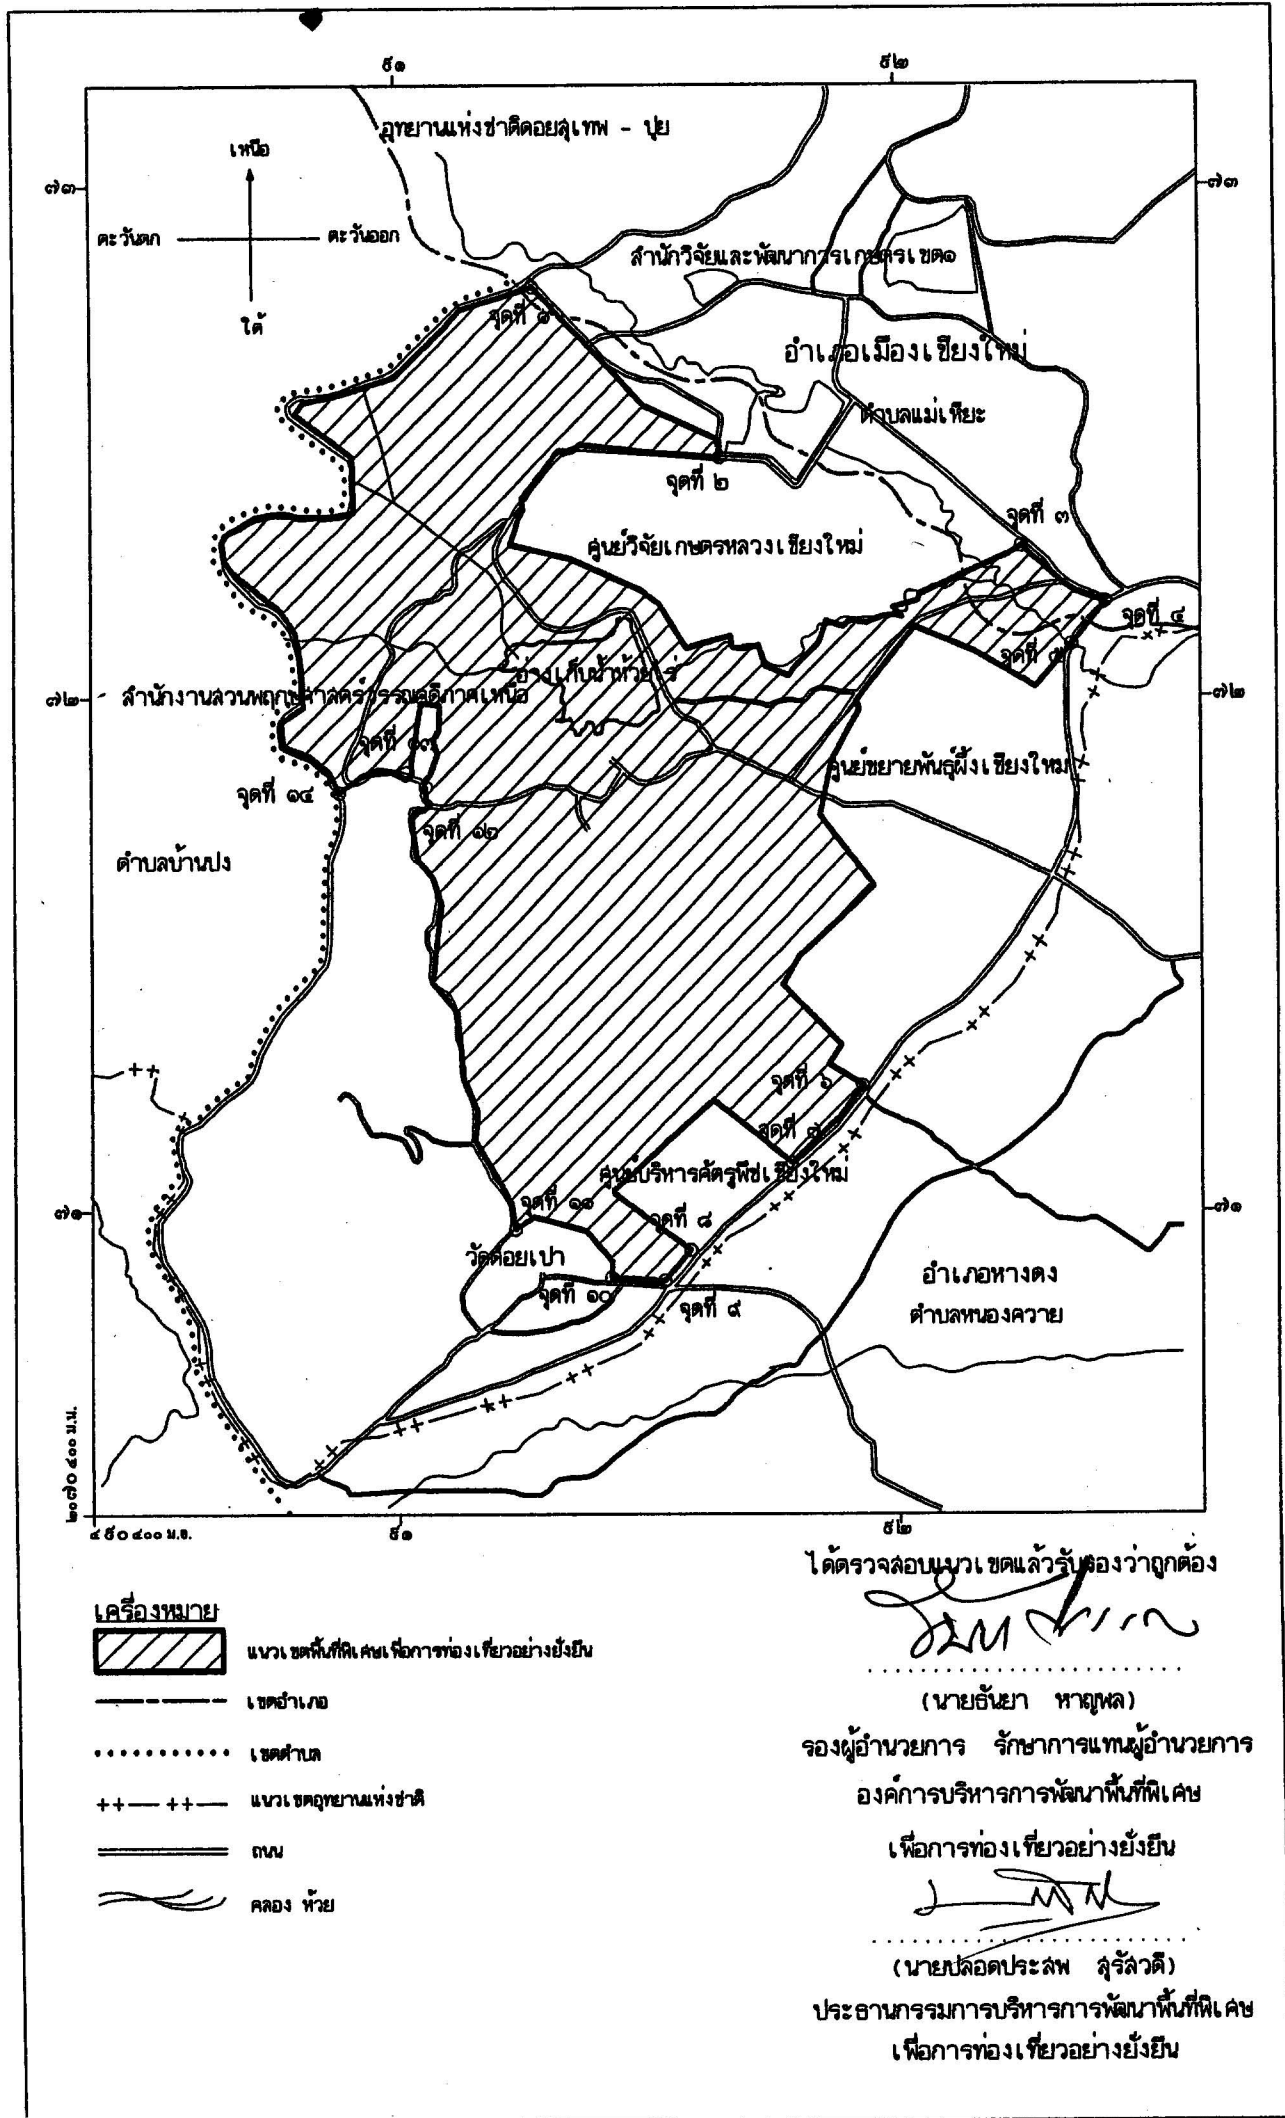 ๕๑
๕๒
อุทยานแห่งชาติดอยสุเทพ - ปุย
เหนือ
๗๓
๗๓
ตะวันตก
ตะวันออก
สำนักวิจัยและพัฒนาการเกษตรเขต๑
ใต้
จุดที่ ๑
อำเภอเมืองเชียงใหม่
ตำบลแม่เหียะ
จุดที่ ๒
จุดที่ ๓
ศูนย์วิจัยเกษตรหลวงเชียงใหม่
จุดที่ ๔
จุดที่ ๕
อ่างเก็บน้ำห้วยไร่
๗๒
สำนักงานสวนพฤกษศาสตร์วรรณคดีภาคเหนือ
๗๒
จุดที่ ๑๓
ศูนย์ขยายพันธุ์ผึ้งเชียงใหม่
จุดที่ ๑๔
จุดที่ ๑๒
ตำบลบ้านปง
จุดที่ ๖
จุดที่ ๗
ศูนย์บริหารศัตรูพืชเชียงใหม่
จุดที่ ๑๑
๗๑
จุดที่ ๘
๗๑
วัดดอยเปา
อำเภอหางดง
จุดที่ ๑๐
จุดที่ ๙
ตำบลหนองควาย
๒๐๗๐๔๐๐ ม.น.
๔๕๐๔๐๐ ม.อ.
๕๑
๕๒
ได้ตรวจสอบแนวเขตแล้วรับรองว่าถูกต้อง
เครื่องหมาย
แนวเขตพื้นที่พิเศษเพื่อการท่องเที่ยวอย่างยั่งยืน
เขตอำเภอ
เขตตำบล
แนวเขตอุทยานแห่งชาติ
ถนน
คลอง ห้วย
(นายธันยา หาญพล)
รองผู้อำนวยการ รักษาการแทนผู้อำนวยการ
องค์การบริหารการพัฒนาพื้นที่พิเศษ
เพื่อการท่องเที่ยวอย่างยั่งยืน
(นายปลอดประสพ สุรัสวดี)
ประธานกรรมการบริหารการพัฒนาพื้นที่พิเศษ
เพื่อการท่องเที่ยวอย่างยั่งยืน